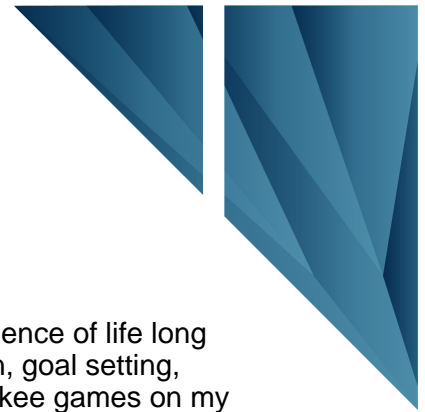 ence of life long
n, goal setting,
kee games on my